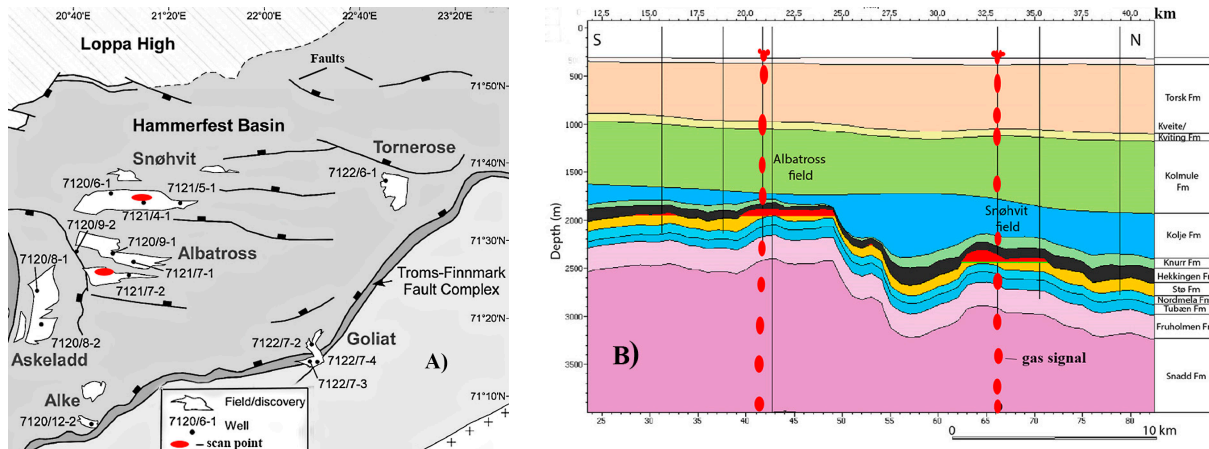 20°40'
21°20'
22°00'
22°40'
23°20'
Loppa High
Faults
71°50'
Hammerfest Basin
Snøhvit
Tornerose
71°40'
7120/6-1
7121/5-1
7122/6-1
7121/4-1
7120/9-2
7120/9-1
Albatross
71°30'
7120/8-1
7121/7-1
Troms-Finnmark
Fault Complex
7121/7-2
71°20'
7122/7-2
Goliat
7120/8-2
Askeladd
7122/7-4
A)
7122/7-3
Alke
71°10'
Field/discovery
7120/12-2
7120/6-1
Well
– scan point
12.5
15.0
17.5
20.0
22.5
25.0
27.5
30.0
32.5
35.0
37.5
40.0
km
S
N
Depth (m)
0
500
1000
1500
2000
2500
3000
3500
Torsk Fm
Kveite/
Kviting Fm
Albatross
field
Kolmule
Fm
Snøhvit
field
Kolje Fm
Knurr Fm
Hekkingen Fm
Stø Fm
Nordmela Fm
Tubæn Fm
Fruholmen Fm
B)
gas signal
Snadd Fm
25
30
35
40
45
50
55
60
65
70
75
80
0
10 km